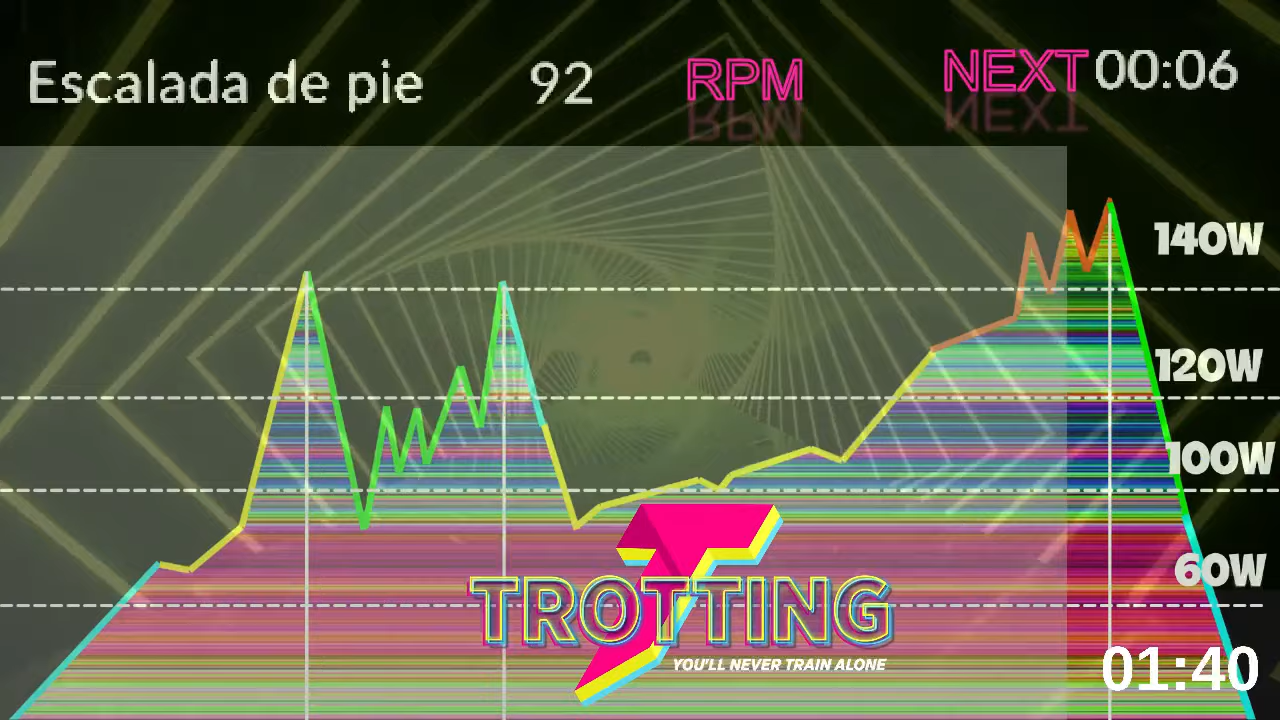 Escalada de pie 92 RPM NEXT 00:06
140W
120W
100W
60W
TROTTING
YOU'LL NEVER TRAIN ALONE
01:40